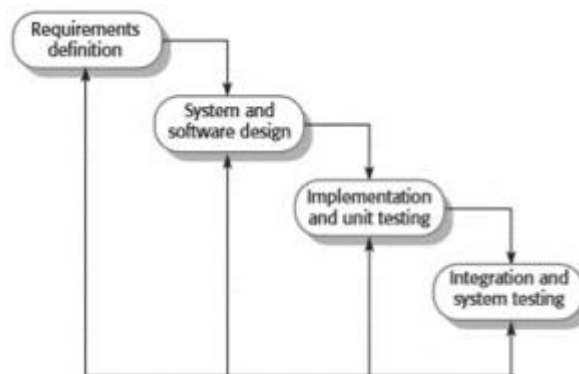 Requirements
definition
System and
software design
Implementation
and unit testing
Integration and
system testing